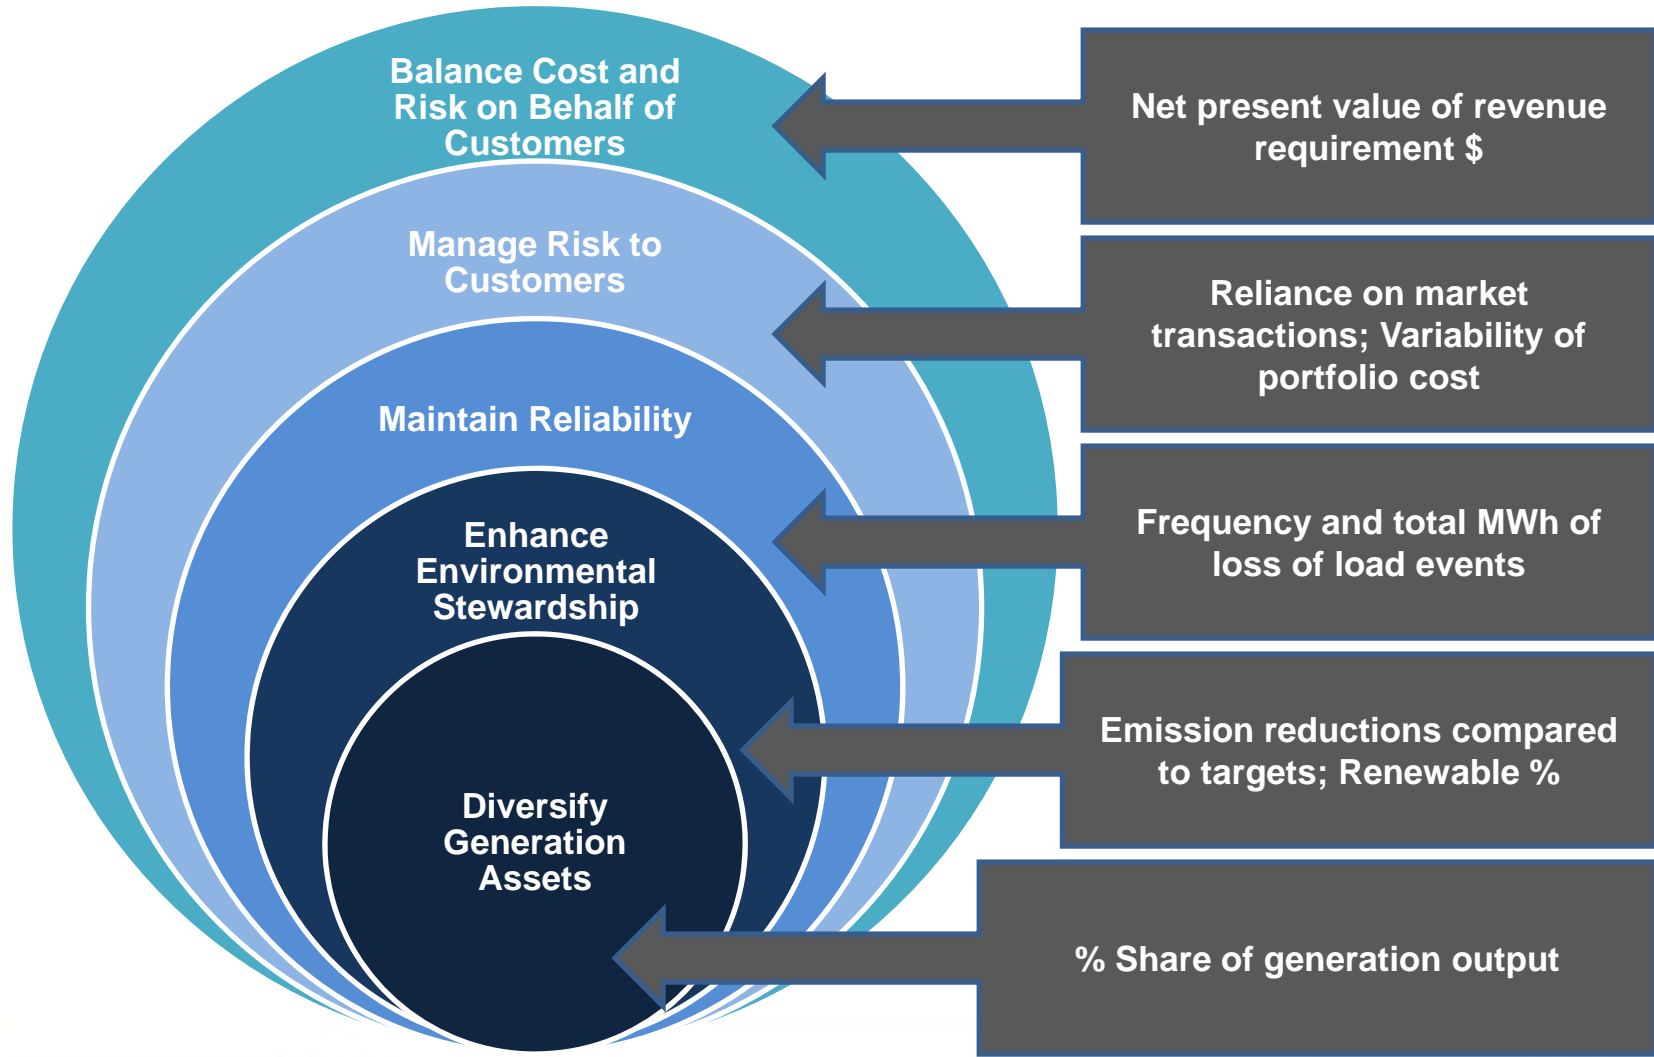 Balance Cost and
Risk on Behalf of
Customers
Net present value of revenue
requirement $
Manage Risk to
Customers
Reliance on market
transactions; Variability of
portfolio cost
Maintain Reliability
Frequency and total MWh of
loss of load events
Enhance
Environmental
Stewardship
Emission reductions compared
to targets; Renewable %
Diversify
Generation
Assets
% Share of generation output